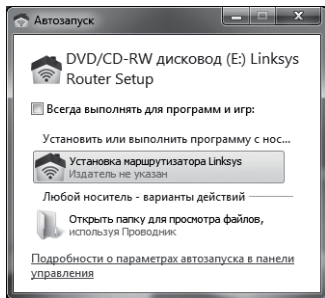 Автозапуск
DVD/CD-RW дисковод (E:) Linksys
Router Setup
Всегда выполнять для программ и игр:
Установить или выполнить программу с нос...
Установка маршрутизатора Linksys
Издатель не указан
Любой носитель - варианты действий
Открыть папку для просмотра файлов,
используя Проводник
Подробности о параметрах автозапуска в панели
управления